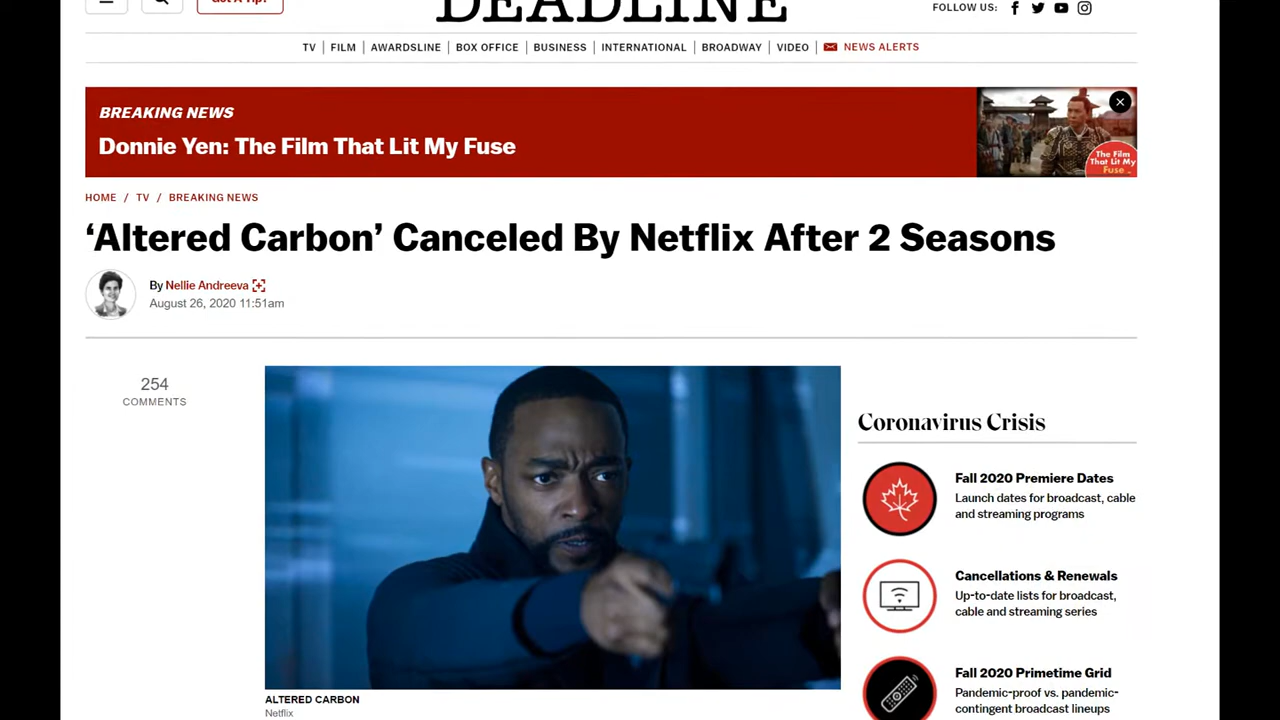 Got A Tip?
DEADLINE
FOLLOW US:
TV | FILM | AWARDSLINE | BOX OFFICE | BUSINESS | INTERNATIONAL | BROADWAY | VIDEO | NEWS ALERTS
BREAKING NEWS
Donnie Yen: The Film That Lit My Fuse
The Film
That Lit My
Fuse
HOME / TV / BREAKING NEWS
‘Altered Carbon’ Canceled By Netflix After 2 Seasons
By Nellie Andreeva
August 26, 2020 11:51am
254
COMMENTS
Coronavirus Crisis
Fall 2020 Premiere Dates
Launch dates for broadcast, cable
and streaming programs
Cancellations & Renewals
Up-to-date lists for broadcast,
cable and streaming series
Fall 2020 Primetime Grid
Pandemic-proof vs. pandemic-
contingent broadcast lineups
ALTERED CARBON
Netflix